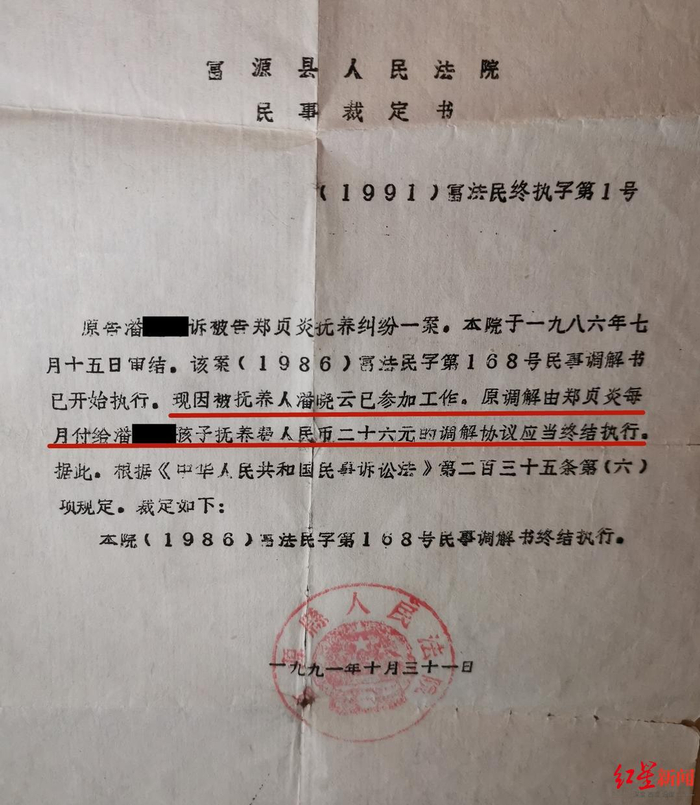 富源县人民法院
民事裁定书
（1991）富法民终执字第1号
原告潘 诉被告郑贞炎抚养纠纷一案。本院于一九八六年七
月十五日审结。该案（1986）富法民字第168号民事调解书
已开始执行。现因被抚养人潘晓云已参加工作。原调解由郑贞炎每
月付给潘 孩子抚养费人民币二十六元的调解协议应当终结执行。
据此。根据《中华人民共和国民事诉讼法》第二百三十五条第（六）
项规定。裁定如下：
本院（1986）富法民字第168号民事调解书终结执行。
县人民法院
一九九一年十月三十一日
红星新闻